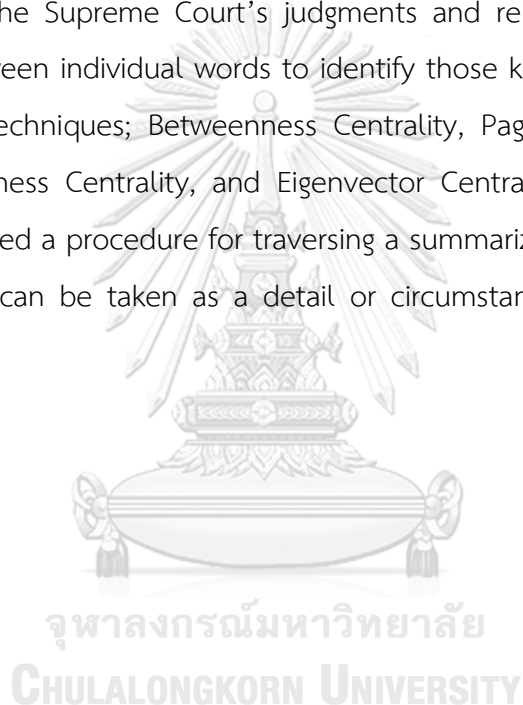 he Supreme Court's judgments and re
een individual words to identify those k
echniques; Betweenness Centrality, Pag
ness Centrality, and Eigenvector Centra
ed a procedure for traversing a summariz
can be taken as a detail or circumstan
จุฬาลงกรณ์มหาวิทยาลัย
CHULALONGKORN UNIVERSITY